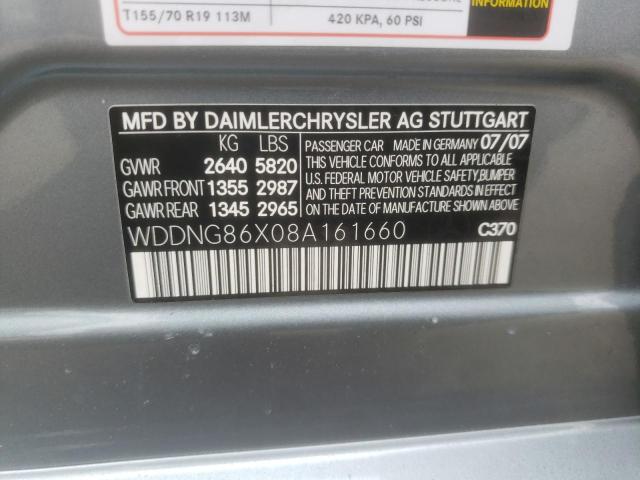 T155/70 R19 113M
420 KPA, 60 PSI
INFORMATION
MFD BY DAIMLERCHRYSLER AG STUTTGART
KG LBS
GVWR 2640 5820
GAWR FRONT 1355 2987
GAWR REAR 1345 2965
PASSENGER CAR MADE IN GERMANY 07/07
THIS VEHICLE CONFORMS TO ALL APPLICABLE
U.S. FEDERAL MOTOR VEHICLE SAFETY,BUMPER
AND THEFT PREVENTION STANDARDS IN EFFECT
ON THE DATE OF MANUFACTURE SHOWN ABOVE.
WDDNG86X08A161660
C370